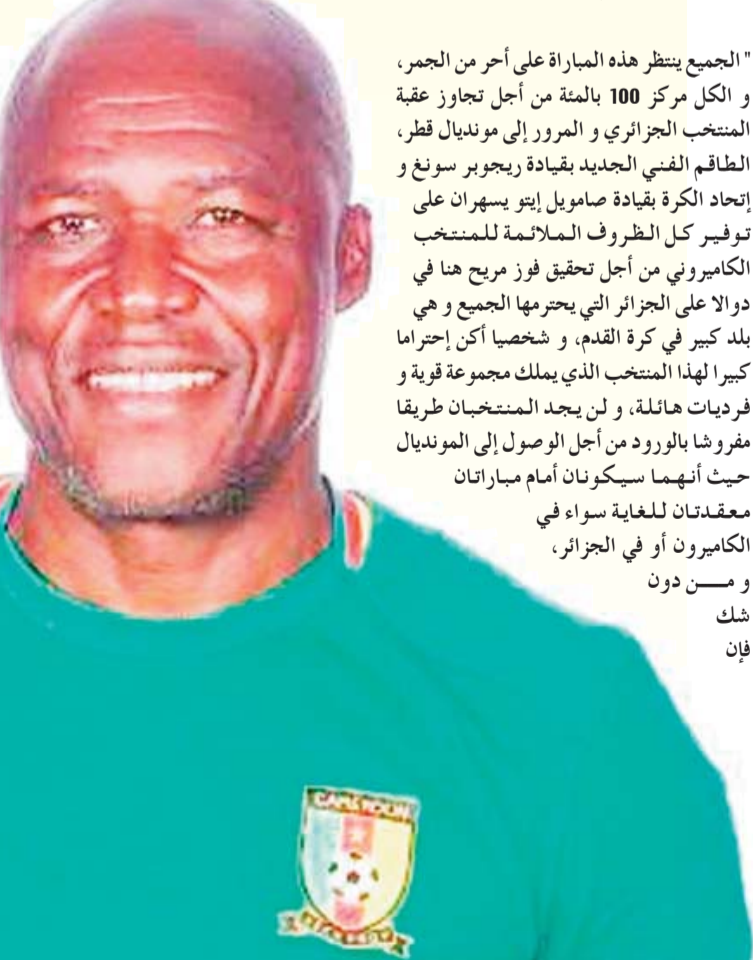 " الجميع ينتظر هذه المباراة على أحر من الجمر،
و الكل مركز 100 بالمئة من أجل تجاوز عقبة
المنتخب الجزائري و المرور إلى مونديال قطر،
الطاقم الفني الجديد بقيادة ريجوبر سونغ و
إتحاد الكرة بقيادة صامويل إيتو يسهران على
توفير كل الظروف الملائمة للمنتخب
الكاميروني من أجل تحقيق فوز مريح هنا في
دوالا على الجزائر التي يحترمها الجميع و هي
بلد كبير في كرة القدم، و شخصيا أكن إحتراما
كبيرا لهذا المنتخب الذي يملك مجموعة قوية و
فرديات هائلة، و لن يجد المنتخبان طريقا
مفروشا بالورود من أجل الوصول إلى المونديال
حيث أنهما سيكونان أمام مباراتان
معقدتان للغاية سواء في
الكاميرون أو في الجزائر،
و مـــن دون
شك
فإن
CAMEROUN